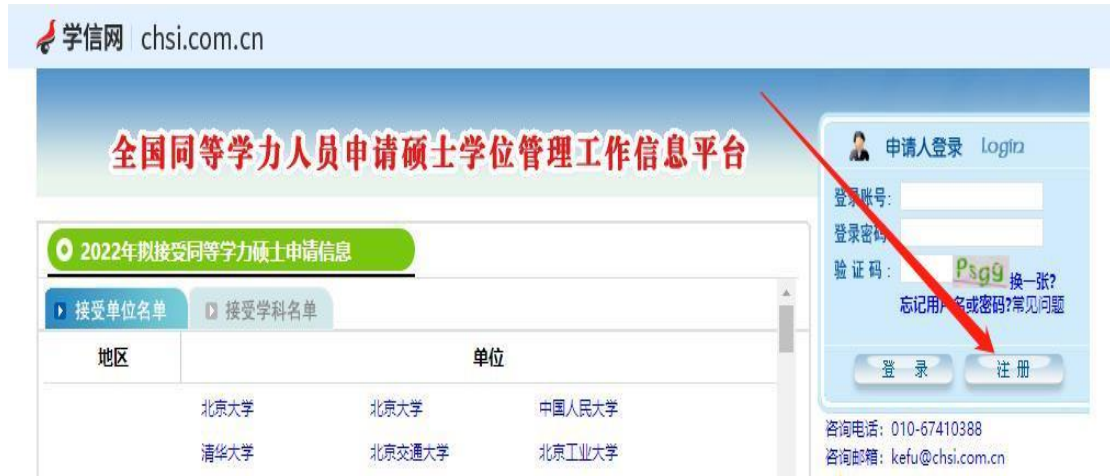 学信网 chsi.com.cn
全国同等学力人员申请硕士学位管理工作信息平台
2022年拟接受同等学力硕士申请信息
接受单位名单 接受学科名单
地区 单位
北京大学 北京大学 中国人民大学
清华大学 北京交通大学 北京工业大学
申请人登录 Login
登录账号:
登录密码
验证码: Psgg 换一张?
忘记用户名或密码?常见问题
登录 注册
咨询电话: 010-67410388
咨询邮箱: kefu@chsi.com.cn